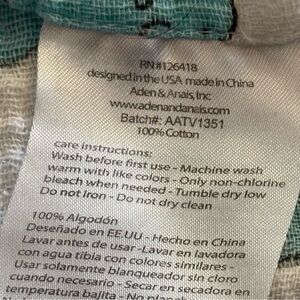 RN#126418
designed in the USA made in China
Aden & Anais, Inc
www.adenandanais.com
Batch#: AATV1351
100% Cotton
care instructions:
Wash before first use - Machine wash
warm with like colors - Only non-chlorine
bleach when needed - Tumble dry low
Do not Iron - Do not dry clean
100% Algodón
Deseñado en EE.UU - Hecho en China
Lavar antes de usar - Lavar en lavadora
con agua tibia con colores similares -
Usar solamente blanqueador sin cloro
cuando necesario - Secar en secadora en
temperatura bajita - No